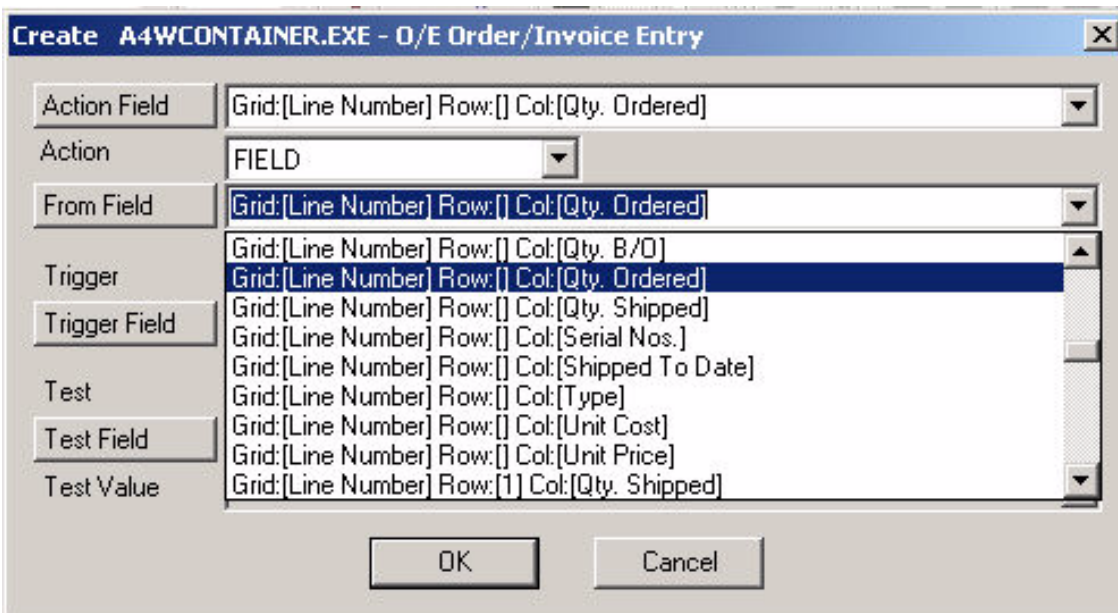 Create A4WCONTAINER.EXE - O/E Order/Invoice Entry
Action Field Grid:[Line Number] Row:[] Col:[Qty. Ordered]
Action FIELD
From Field Grid:[Line Number] Row:[] Col:[Qty. Ordered]
Grid:[Line Number] Row:[] Col:[Qty. B/O]
Trigger Grid:[Line Number] Row:[] Col:[Qty. Ordered]
Trigger Field Grid:[Line Number] Row:[] Col:[Qty. Shipped]
Grid:[Line Number] Row:[] Col:[Serial Nos.]
Grid:[Line Number] Row:[] Col:[Shipped To Date]
Test Grid:[Line Number] Row:[] Col:[Type]
Test Field Grid:[Line Number] Row:[] Col:[Unit Cost]
Grid:[Line Number] Row:[] Col:[Unit Price]
Test Value Grid:[Line Number] Row:[1] Col:[Qty. Shipped]
OK Cancel